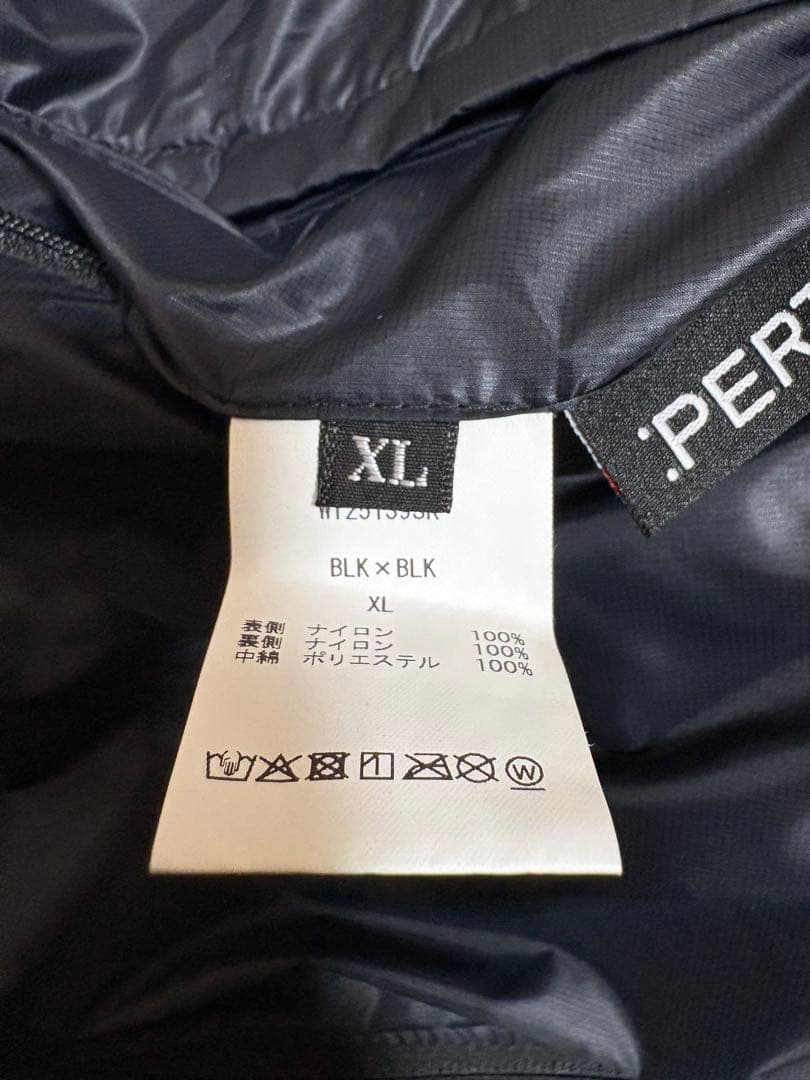 XL
:PERT
BLK×BLK
XL
表側 ナイロン 100%
裏側 ナイロン 100%
中綿 ポリエステル 100%
W